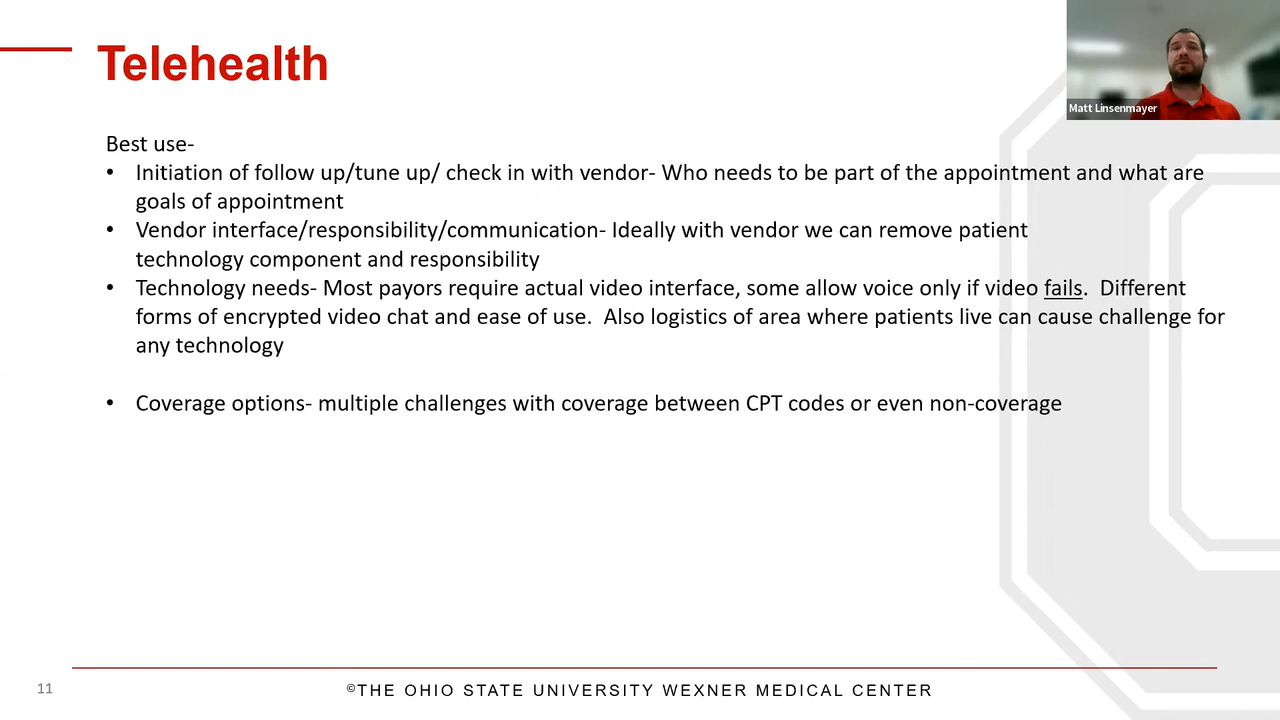 Telehealth
Matt Linsenmayer
Best use-
• Initiation of follow up/tune up/ check in with vendor- Who needs to be part of the appointment and what are
goals of appointment
• Vendor interface/responsibility/communication- Ideally with vendor we can remove patient
technology component and responsibility
• Technology needs- Most payors require actual video interface, some allow voice only if video fails.  Different
forms of encrypted video chat and ease of use.  Also logistics of area where patients live can cause challenge for
any technology
• Coverage options- multiple challenges with coverage between CPT codes or even non-coverage
11
©THE OHIO STATE UNIVERSITY WEXNER MEDICAL CENTER